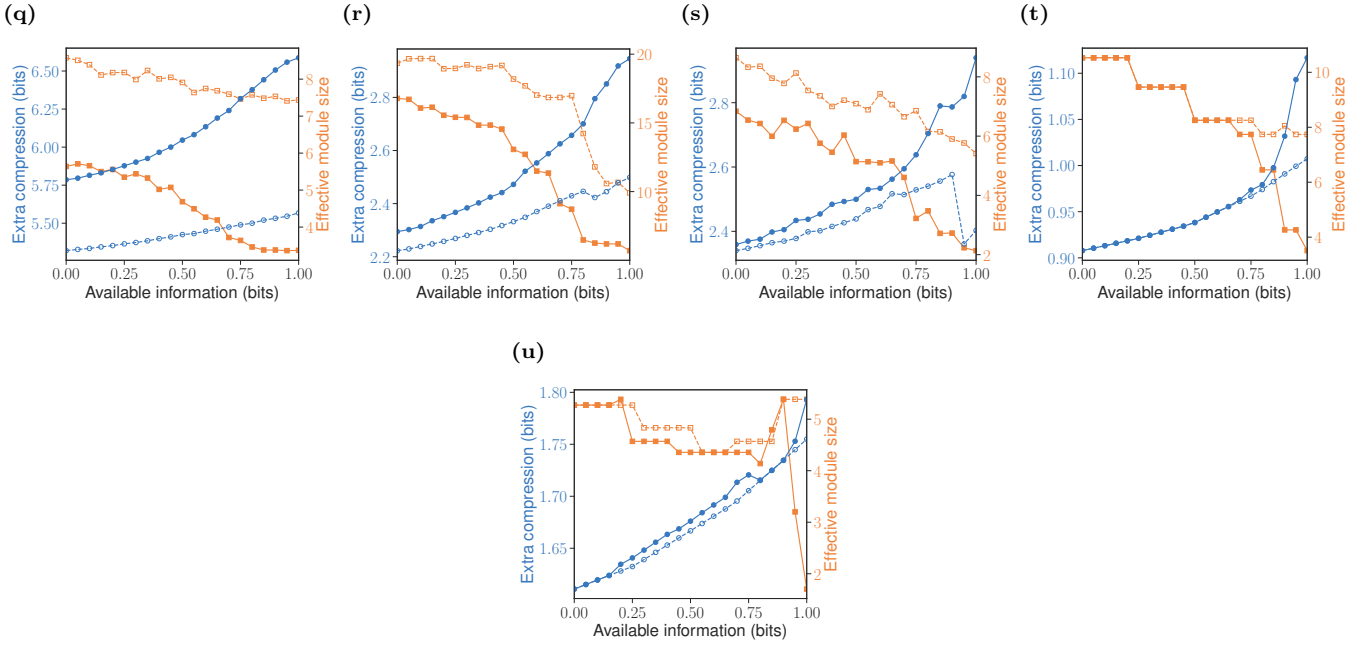 (q)
(r)
(s)
(t)
Extra compression (bits)
6.50
6.25
6.00
5.75
5.50
8
7
6
5
4
Effective module size
0.00 0.25 0.50 0.75 1.00
Available information (bits)
Extra compression (bits)
2.8
2.6
2.4
2.2
20
15
10
Effective module size
0.00 0.25 0.50 0.75 1.00
Available information (bits)
Extra compression (bits)
2.8
2.6
2.4
8
6
4
2
Effective module size
0.00 0.25 0.50 0.75 1.00
Available information (bits)
Extra compression (bits)
1.10
1.05
1.00
0.95
0.90
10
8
6
4
Effective module size
0.00 0.25 0.50 0.75 1.00
Available information (bits)
(u)
Extra compression (bits)
1.80
1.75
1.70
1.65
5
4
3
2
Effective module size
0.00 0.25 0.50 0.75 1.00
Available information (bits)